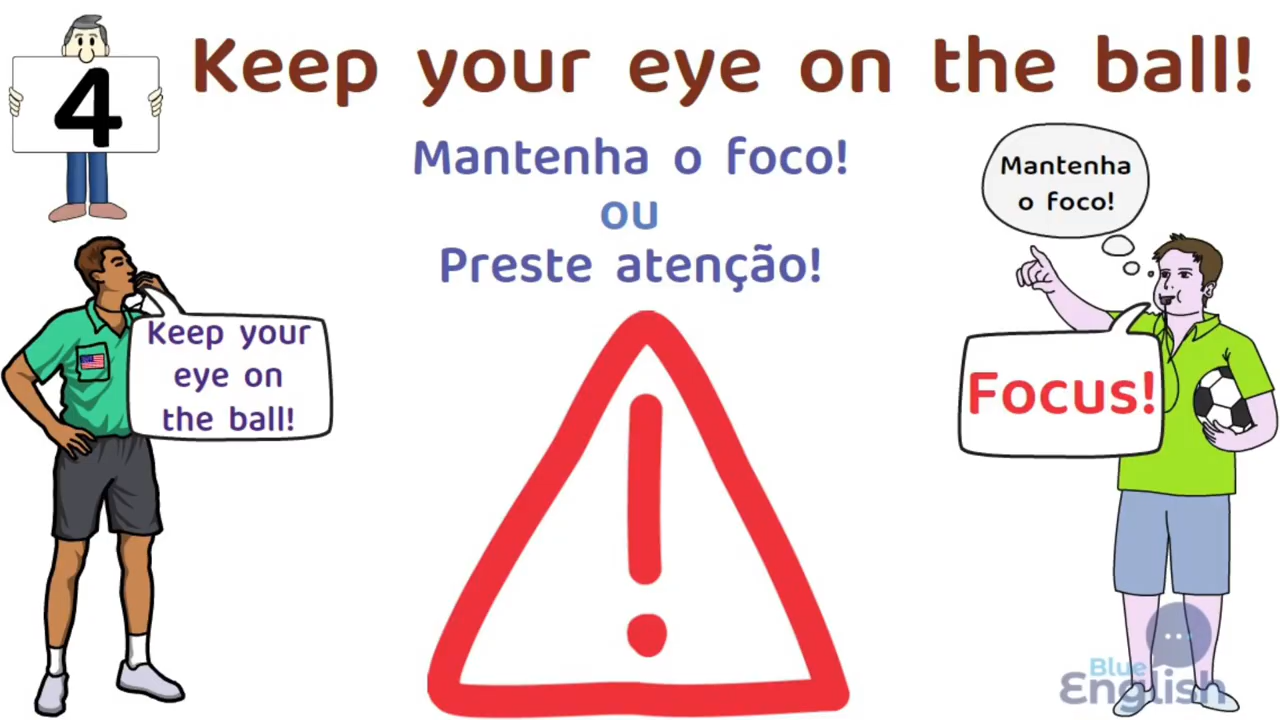 4
Keep your eye on the ball!
Mantenha o foco!
ou
Preste atenção!
Mantenha
o foco!
Keep your
eye on
the ball!
Focus!
Blue
English